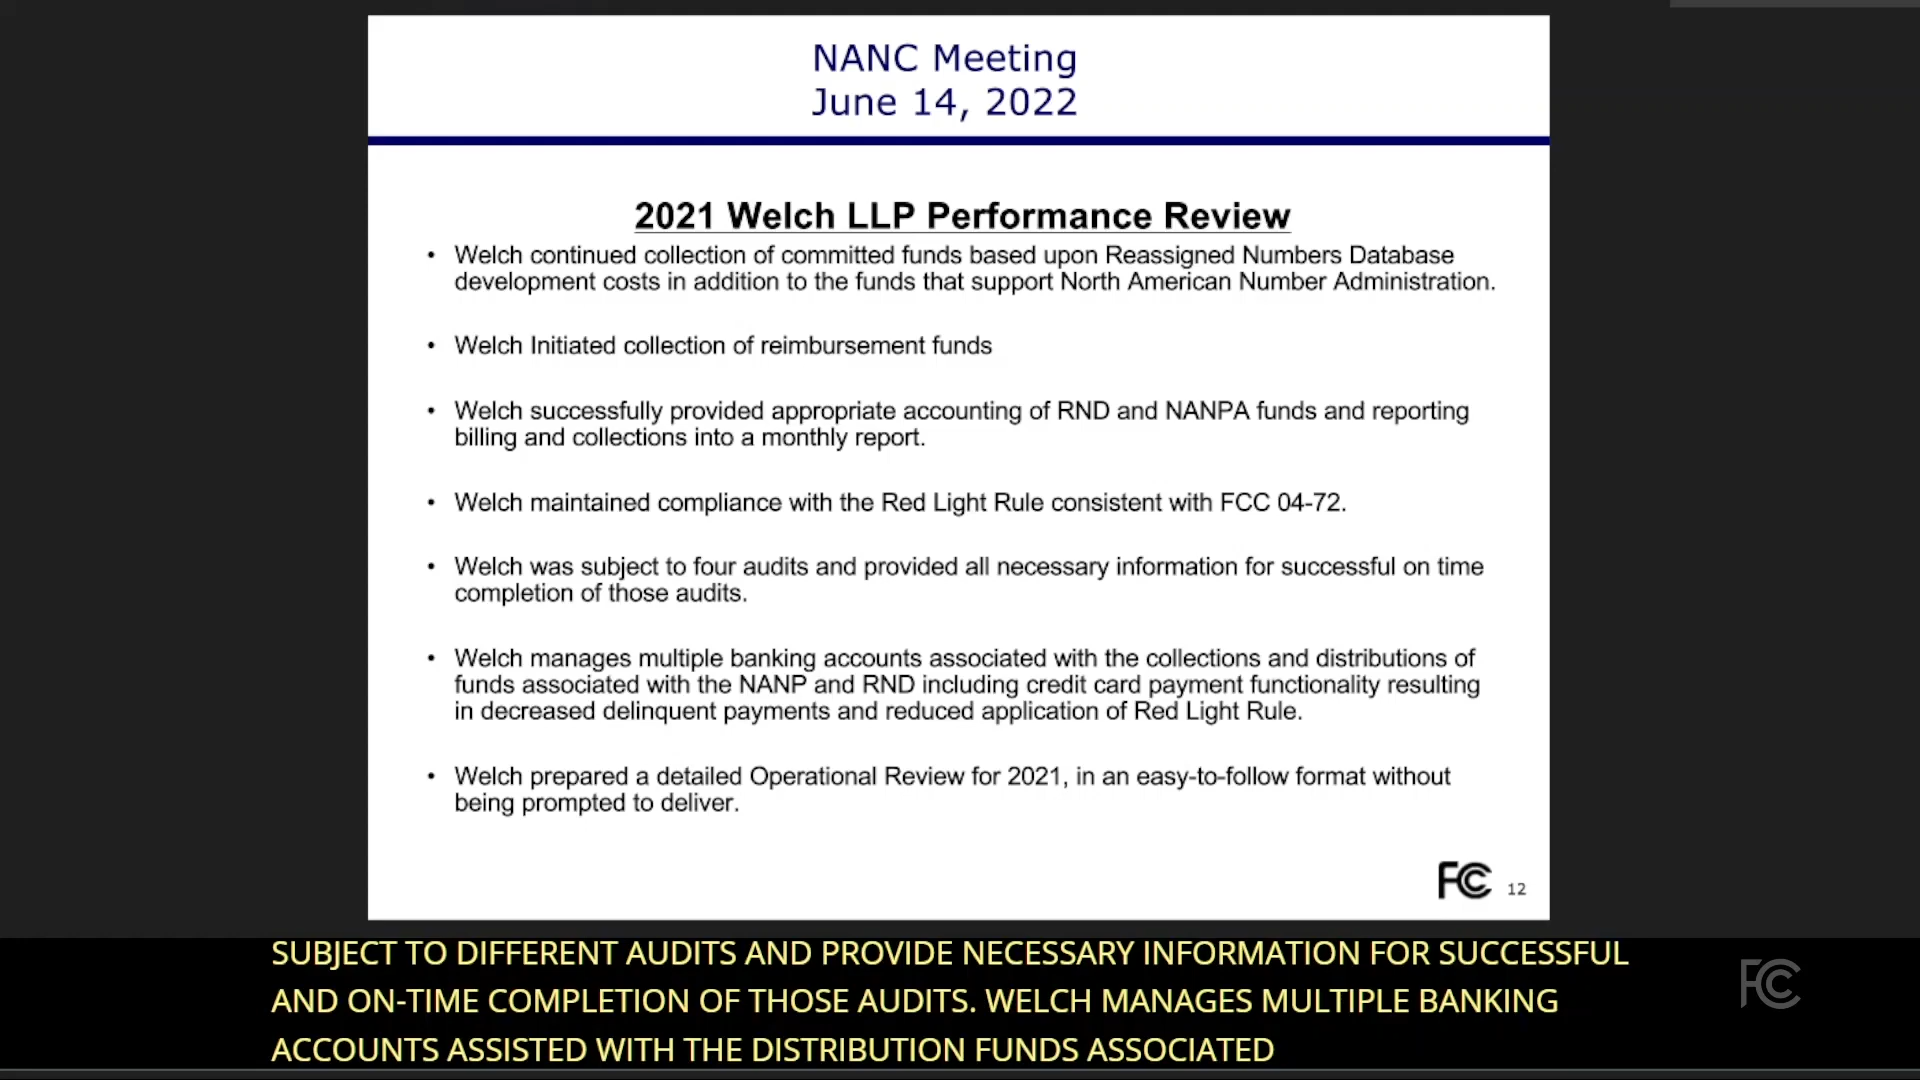 NANC Meeting
June 14, 2022
2021 Welch LLP Performance Review
• Welch continued collection of committed funds based upon Reassigned Numbers Database
development costs in addition to the funds that support North American Number Administration.
• Welch Initiated collection of reimbursement funds
• Welch successfully provided appropriate accounting of RND and NANPA funds and reporting
billing and collections into a monthly report.
• Welch maintained compliance with the Red Light Rule consistent with FCC 04-72.
• Welch was subject to four audits and provided all necessary information for successful on time
completion of those audits.
• Welch manages multiple banking accounts associated with the collections and distributions of
funds associated with the NANP and RND including credit card payment functionality resulting
in decreased delinquent payments and reduced application of Red Light Rule.
• Welch prepared a detailed Operational Review for 2021, in an easy-to-follow format without
being prompted to deliver.
FCC 12
SUBJECT TO DIFFERENT AUDITS AND PROVIDE NECESSARY INFORMATION FOR SUCCESSFUL
AND ON-TIME COMPLETION OF THOSE AUDITS. WELCH MANAGES MULTIPLE BANKING
ACCOUNTS ASSISTED WITH THE DISTRIBUTION FUNDS ASSOCIATED
FCC